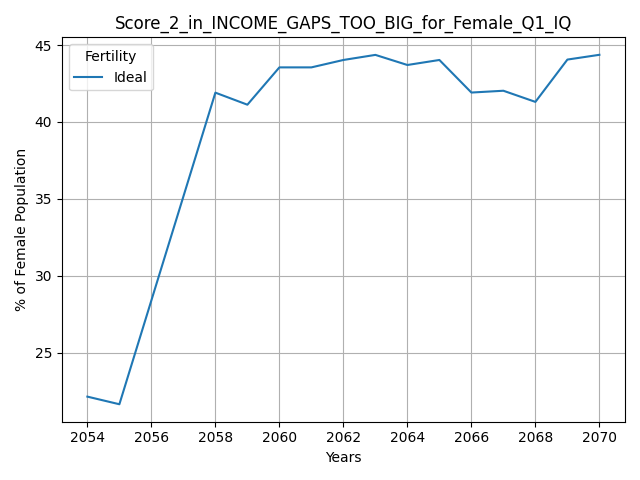 Score_2_in_INCOME_GAPS_TOO_BIG_for_Female_Q1_IQ
Fertility
Ideal
% of Female Population
45
40
35
30
25
2054 2056 2058 2060 2062 2064 2066 2068 2070
Years